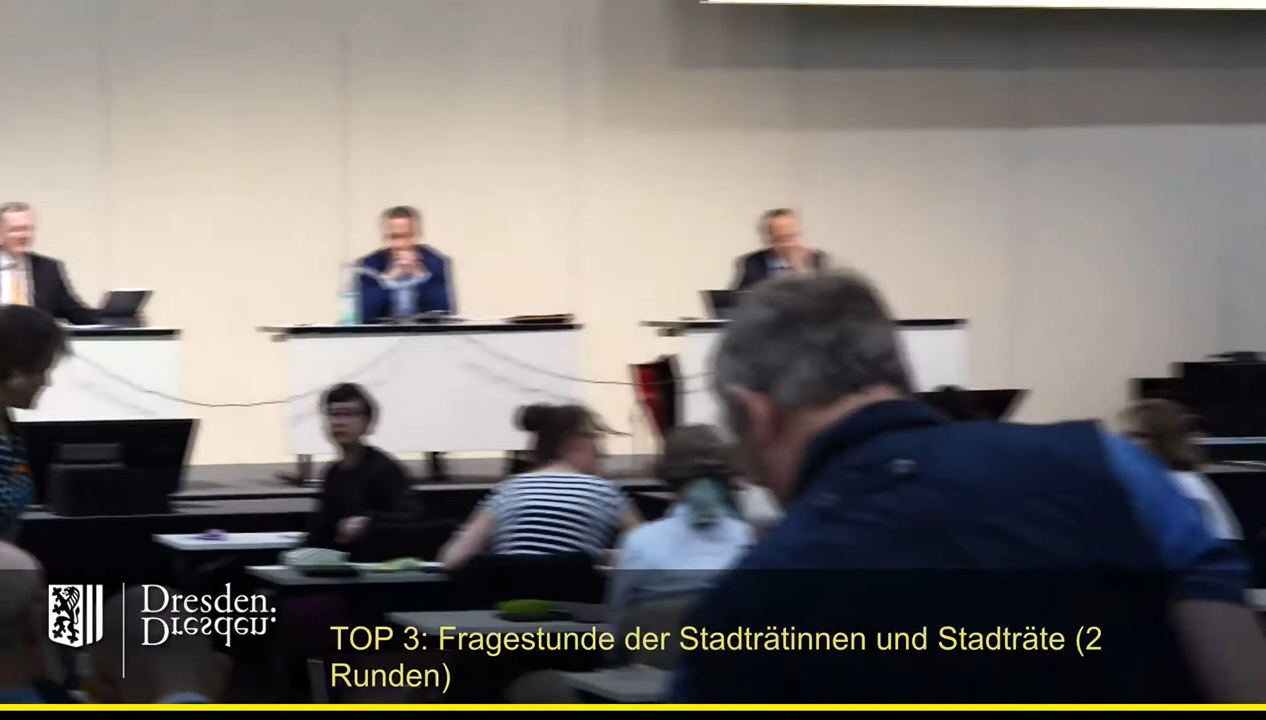 Dresden.
Dresden.
TOP 3: Fragestunde der Stadträtinnen und Stadträte (2
Runden)